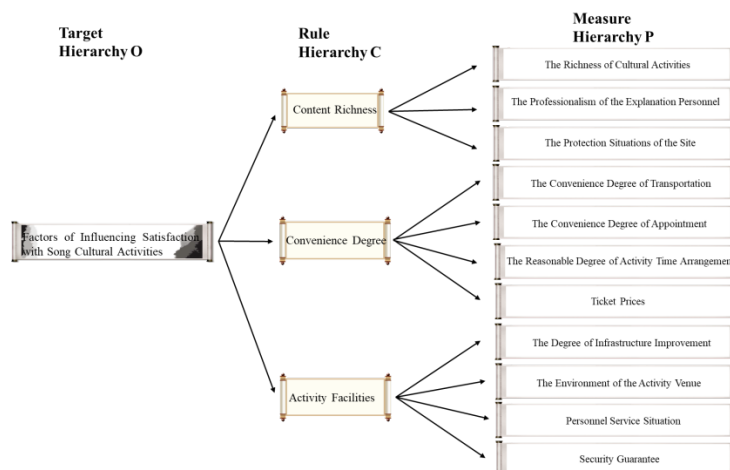 Target
Hierarchy O
Rule
Hierarchy C
Measure
Hierarchy P
Factors of Influencing Satisfaction
with Song Cultural Activities
Content Richness
Convenience Degree
Activity Facilities
The Richness of Cultural Activities
The Professionalism of the Explanation Personnel
The Protection Situations of the Site
The Convenience Degree of Transportation
The Convenience Degree of Appointment
The Reasonable Degree of Activity Time Arrangement
Ticket Prices
The Degree of Infrastructure Improvement
The Environment of the Activity Venue
Personnel Service Situation
Security Guarantee